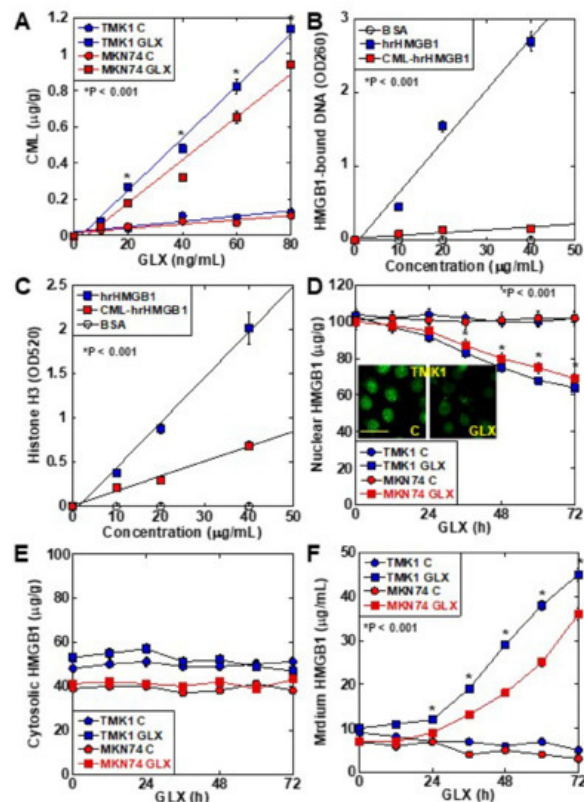 A
TMK1 C
TMK1 GLX
MKN74 C
MKN74 GLX
*P < 0.001
CML (µg/g)
1.2
1
0.8
0.6
0.4
0.2
0
0 20 40 60 80
GLX (ng/mL)
B
BSA
hrHMGB1
CML-hrHMGB1
*P < 0.001
HMGB1-bound DNA (OD260)
3
2
1
0
0 10 20 30 40 50
Concentration (µg/mL)
C
hrHMGB1
CML-hrHMGB1
BSA
*P < 0.001
Histone H3 (OD520)
2.5
2
1.5
1
0.5
0
0 10 20 30 40 50
Concentration (µg/mL)
D
*P < 0.001
Nuclear HMGB1 (µg/g)
120
100
80
60
40
20
0
TMK1
C GLX
TMK1 C
TMK1 GLX
MKN74 C
MKN74 GLX
0 24 48 72
GLX (h)
E
Cytosolic HMGB1 (µg/g)
100
80
60
40
20
0
TMK1 C
TMK1 GLX
MKN74 C
MKN74 GLX
0 24 48 72
GLX (h)
F
TMK1 C
TMK1 GLX
MKN74 C
MKN74 GLX
*P < 0.001
Mrdium HMGB1 (µg/mL)
50
40
30
20
10
0
0 24 48 72
GLX (h)